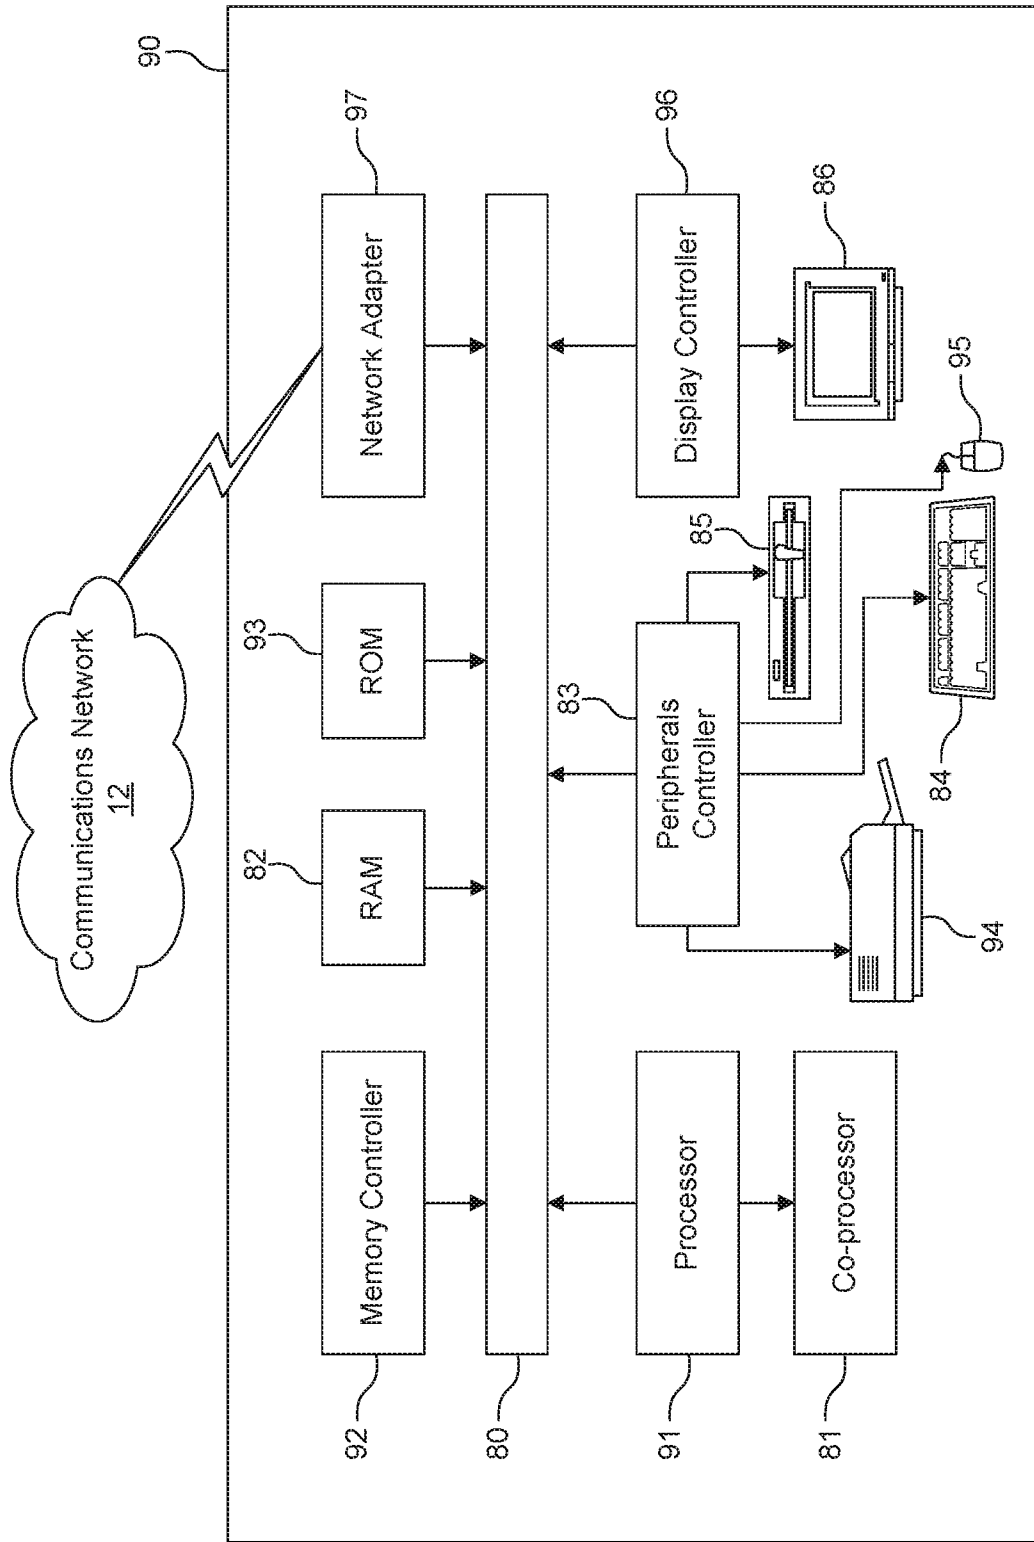 Communications Network
12
90
92
Memory Controller
82
RAM
93
ROM
97
Network Adapter
80
91
Processor
83
Peripherals
Controller
96
Display Controller
81
Co-processor
94
84
85
95
86